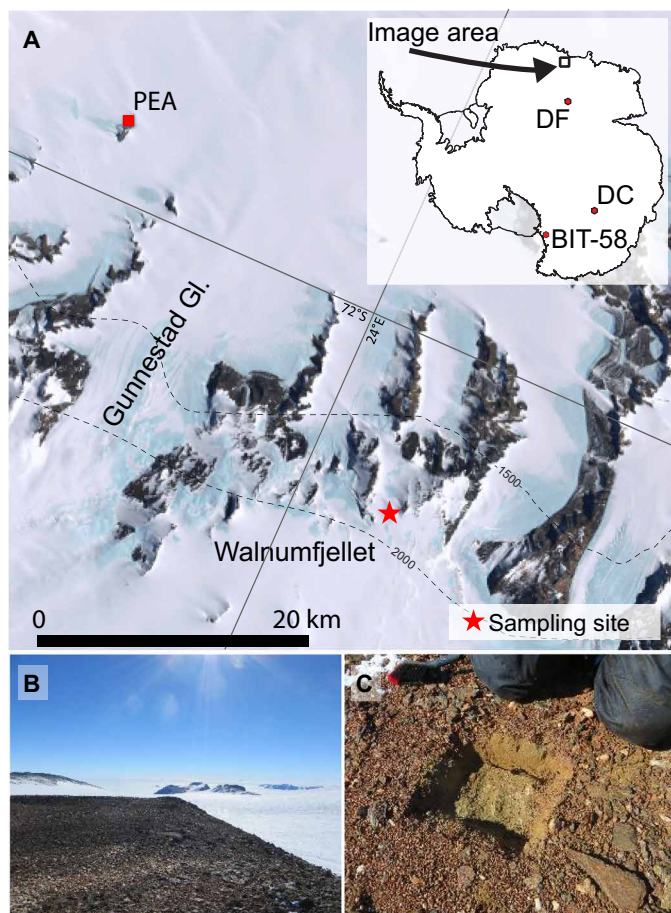 A
PEA
Image area
DF
DC
BIT-58
Gunnestad Gl.
72°S
24°E
1500
2000
Walnumfjellet
0 20 km
Sampling site
B
C